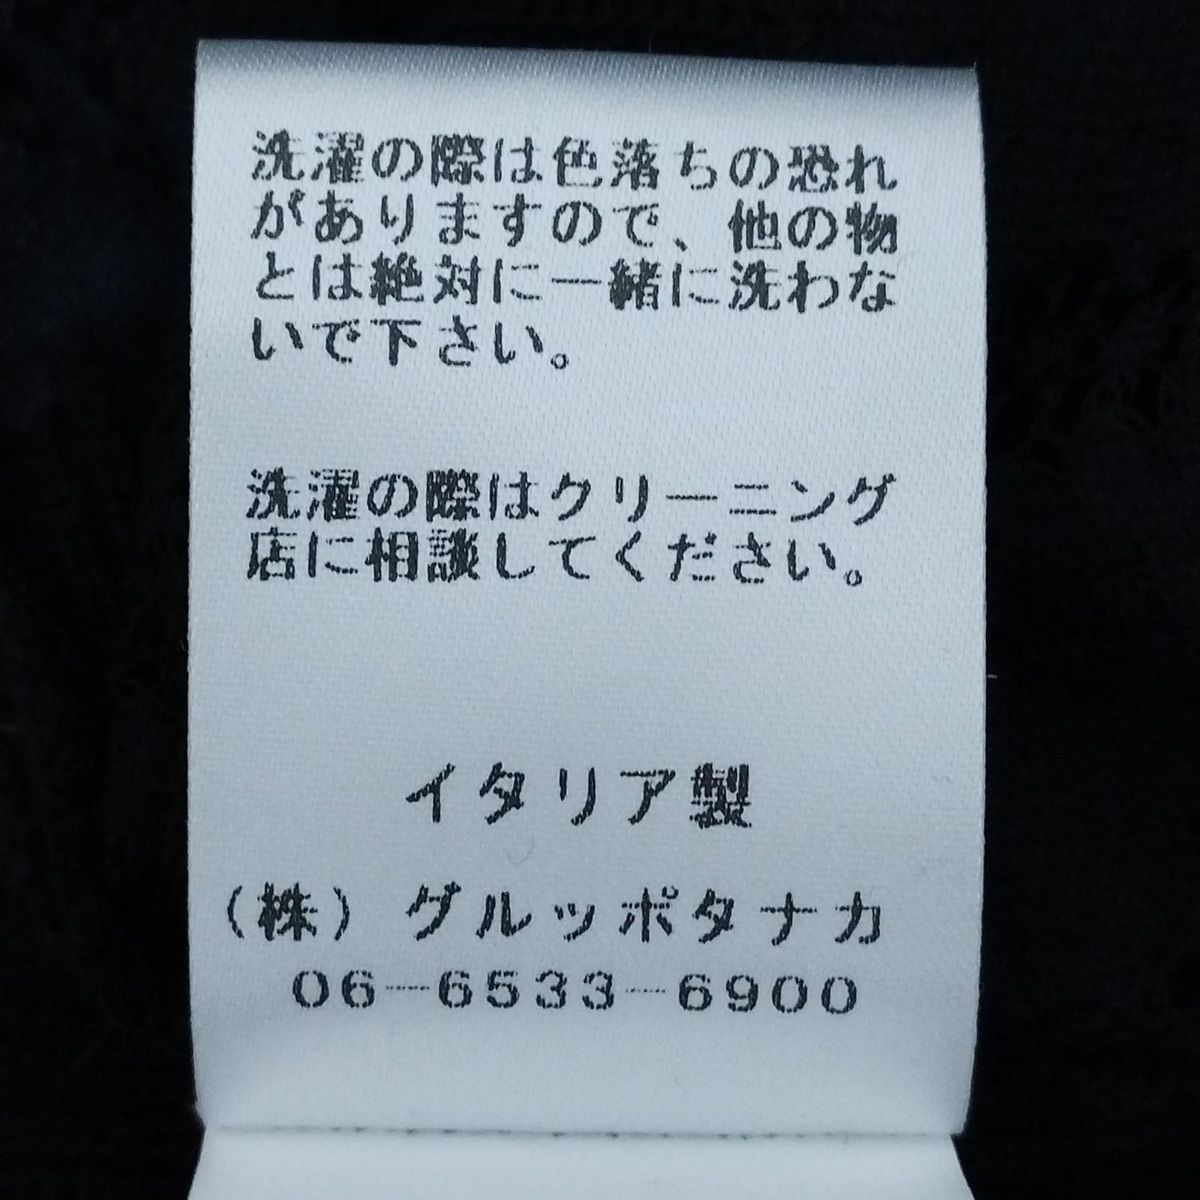 洗濯の際は色落ちの恐れ
がありますので、他の物
とは絶対に一緒に洗わな
いで下さい。
洗濯の際はクリーニング
店に相談してください。
イタリア製
(株)グルッポタナカ
06-6533-6900